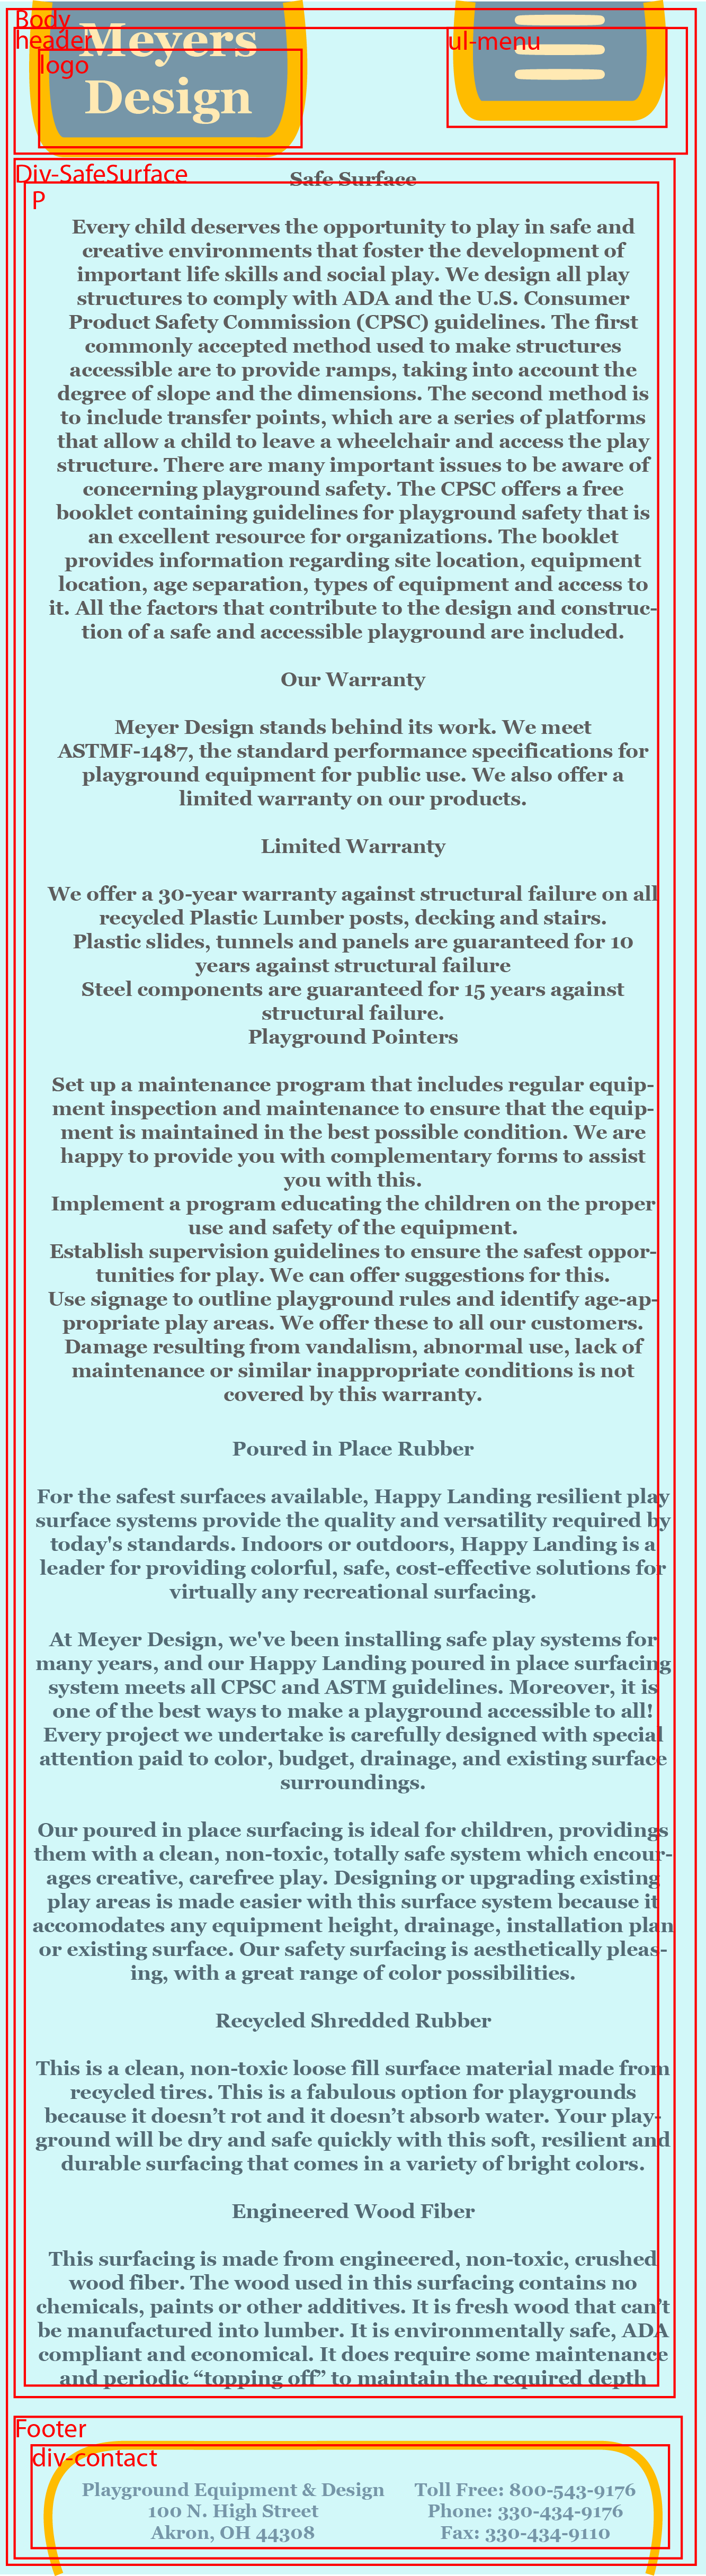 Body
header
Meyers
ul-menu
logo
Design
Div-SafeSurface
Safe Surface
P
Every child deserves the opportunity to play in safe and
creative environments that foster the development of
important life skills and social play. We design all play
structures to comply with ADA and the U.S. Consumer
Product Safety Commission (CPSC) guidelines. The first
commonly accepted method used to make structures
accessible are to provide ramps, taking into account the
degree of slope and the dimensions. The second method is
to include transfer points, which are a series of platforms
that allow a child to leave a wheelchair and access the play
structure. There are many important issues to be aware of
concerning playground safety. The CPSC offers a free
booklet containing guidelines for playground safety that is
an excellent resource for organizations. The booklet
provides information regarding site location, equipment
location, age separation, types of equipment and access to
it. All the factors that contribute to the design and construc-
tion of a safe and accessible playground are included.
Our Warranty
Meyer Design stands behind its work. We meet
ASTMF-1487, the standard performance specifications for
playground equipment for public use. We also offer a
limited warranty on our products.
Limited Warranty
We offer a 30-year warranty against structural failure on all
recycled Plastic Lumber posts, decking and stairs.
Plastic slides, tunnels and panels are guaranteed for 10
years against structural failure
Steel components are guaranteed for 15 years against
structural failure.
Playground Pointers
Set up a maintenance program that includes regular equip-
ment inspection and maintenance to ensure that the equip-
ment is maintained in the best possible condition. We are
happy to provide you with complementary forms to assist
you with this.
Implement a program educating the children on the proper
use and safety of the equipment.
Establish supervision guidelines to ensure the safest oppor-
tunities for play. We can offer suggestions for this.
Use signage to outline playground rules and identify age-ap-
propriate play areas. We offer these to all our customers.
Damage resulting from vandalism, abnormal use, lack of
maintenance or similar inappropriate conditions is not
covered by this warranty.
Poured in Place Rubber
For the safest surfaces available, Happy Landing resilient play
surface systems provide the quality and versatility required by
today's standards. Indoors or outdoors, Happy Landing is a
leader for providing colorful, safe, cost-effective solutions for
virtually any recreational surfacing.
At Meyer Design, we've been installing safe play systems for
many years, and our Happy Landing poured in place surfacing
system meets all CPSC and ASTM guidelines. Moreover, it is
one of the best ways to make a playground accessible to all!
Every project we undertake is carefully designed with special
attention paid to color, budget, drainage, and existing surface
surroundings.
Our poured in place surfacing is ideal for children, providings
them with a clean, non-toxic, totally safe system which encour-
ages creative, carefree play. Designing or upgrading existing
play areas is made easier with this surface system because it
accomodates any equipment height, drainage, installation plan
or existing surface. Our safety surfacing is aesthetically pleas-
ing, with a great range of color possibilities.
Recycled Shredded Rubber
This is a clean, non-toxic loose fill surface material made from
recycled tires. This is a fabulous option for playgrounds
because it doesn’t rot and it doesn’t absorb water. Your play-
ground will be dry and safe quickly with this soft, resilient and
durable surfacing that comes in a variety of bright colors.
Engineered Wood Fiber
This surfacing is made from engineered, non-toxic, crushed
wood fiber. The wood used in this surfacing contains no
chemicals, paints or other additives. It is fresh wood that can’t
be manufactured into lumber. It is environmentally safe, ADA
compliant and economical. It does require some maintenance
and periodic “topping off” to maintain the required depth
Footer
div-contact
Playground Equipment & Design Toll Free: 800-543-9176
100 N. High Street Phone: 330-434-9176
Akron, OH 44308 Fax: 330-434-9110